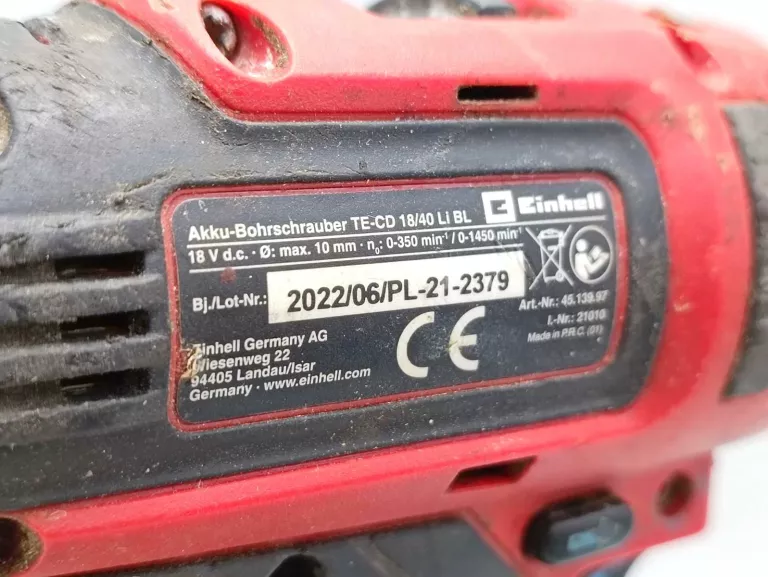 Akku-Bohrschrauber TE-CD 18/40 Li BL
Einhell
18 V d.c. · Ø: max. 10 mm · n₀: 0-350 min⁻¹ / 0-1450 min⁻¹
Bj./Lot-Nr.: 2022/06/PL-21-2379
Art.-Nr.: 45.139.97
I.-Nr.: 21010
Made in P.R.C. (01)
Einhell Germany AG
Wiesenweg 22
94405 Landau/Isar
Germany · www.einhell.com
CE